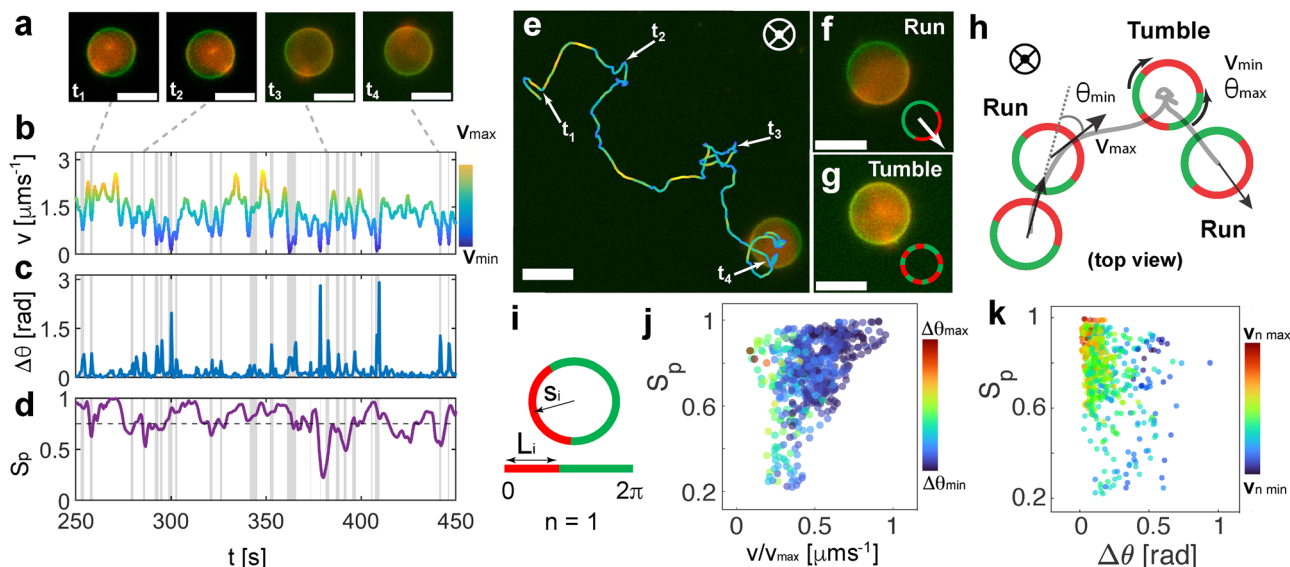 a
t1
t2
t3
t4
b
vmax
3
1.5
0
v [μms-1]
vmin
c
3
1.5
0
Δθ [rad]
d
1
0.5
0
Sp
250
300
350
400
450
t [s]
e
t1
t2
t3
t4
f
Run
g
Tumble
h
Tumble
vmin
θmax
Run
θmin
vmax
Run
(top view)
i
Si
Li
0
2π
n = 1
j
1
0.6
0.2
Sp
0
0.5
1
v/vmax [μms-1]
Δθmax
Δθmin
k
1
0.6
0.2
Sp
0
0.5
1
Δθ [rad]
vn max
vn min